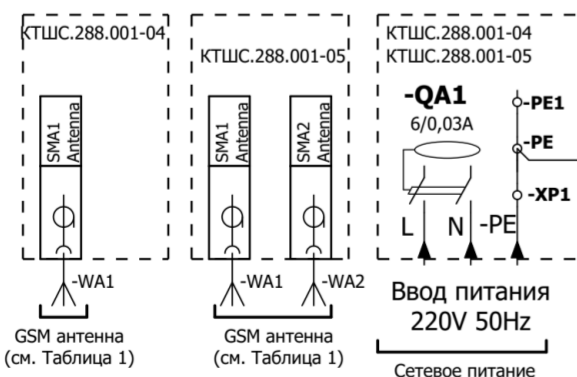 КТШС.288.001-04
SMA1
Antenna
-WA1
GSM антенна
(см. Таблица 1)
КТШС.288.001-05
SMA1
Antenna
SMA2
Antenna
-WA1
-WA2
GSM антенна
(см. Таблица 1)
КТШС.288.001-04
КТШС.288.001-05
-QA1
6/0,03А
-PE1
-PE
-XP1
L N -PE
Ввод питания
220V 50Hz
Сетевое питание